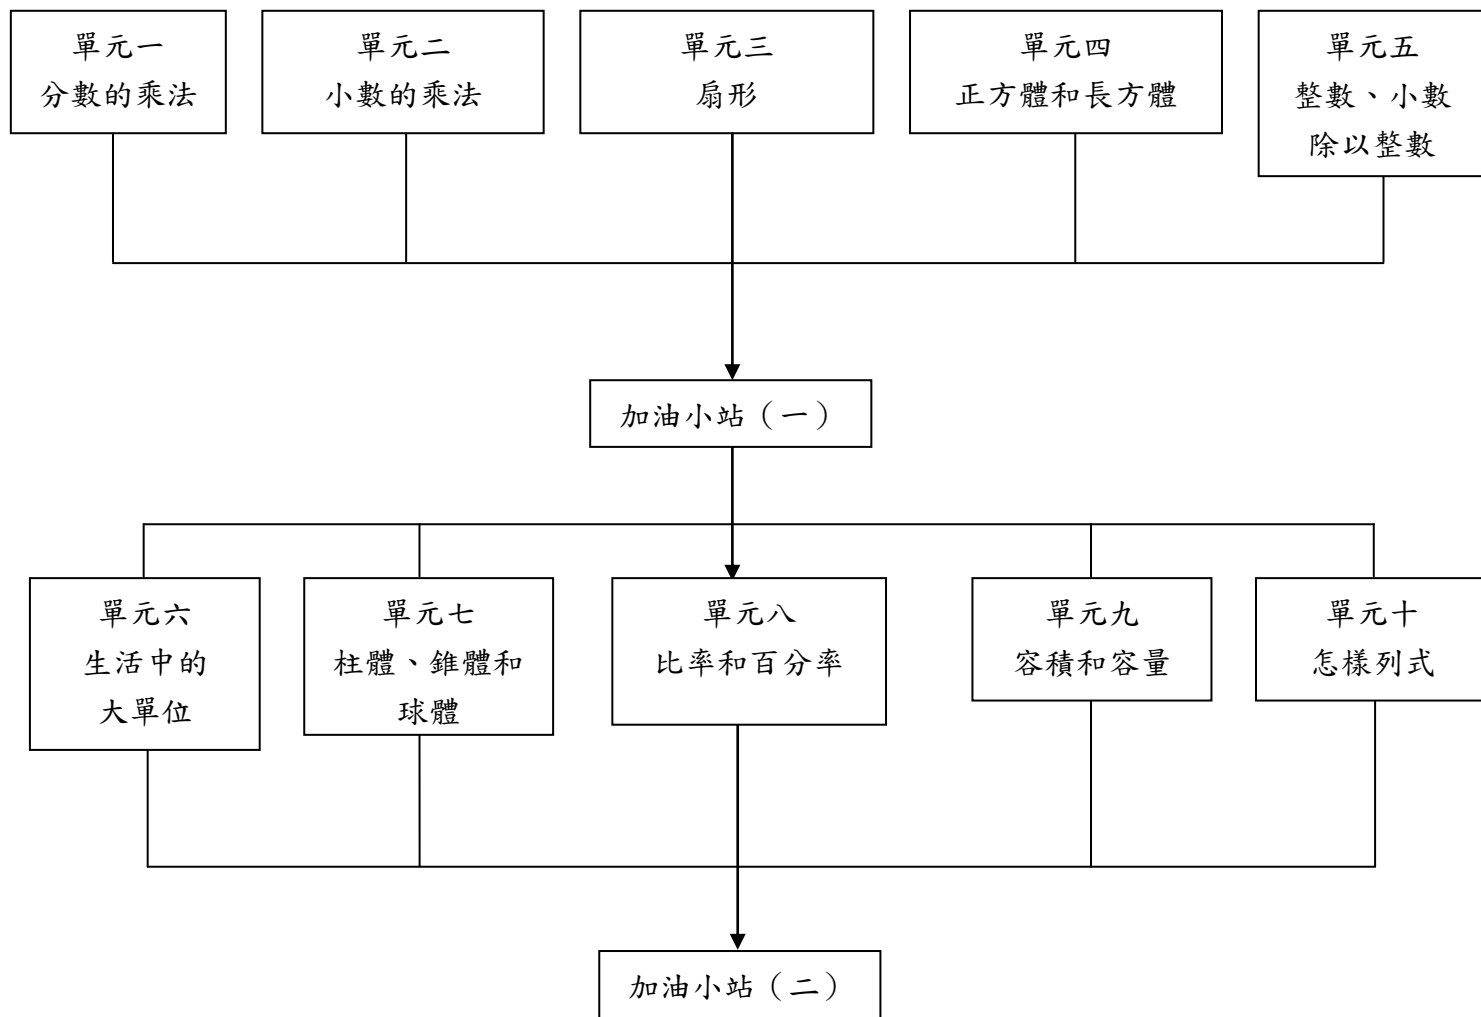 單元一
分數的乘法
單元二
小數的乘法
單元三
扇形
單元四
正方體和長方體
單元五
整數、小數
除以整數
加油小站（一）
單元六
生活中的
大單位
單元七
柱體、錐體和
球體
單元八
比率和百分率
單元九
容積和容量
單元十
怎樣列式
加油小站（二）